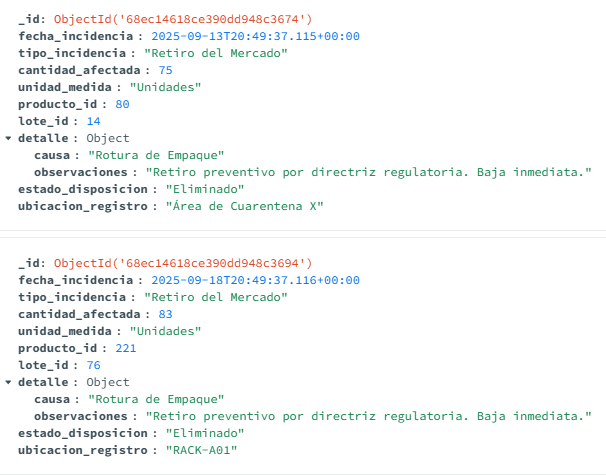 _id: ObjectId('68ec14618ce390dd948c3674')
fecha_incidencia : 2025-09-13T20:49:37.115+00:00
tipo_incidencia : "Retiro del Mercado"
cantidad_afectada : 75
unidad_medida : "Unidades"
producto_id : 80
lote_id : 14
detalle : Object
causa : "Rotura de Empaque"
observaciones : "Retiro preventivo por directriz regulatoria. Baja inmediata."
estado_disposicion : "Eliminado"
ubicacion_registro : "Área de Cuarentena X"
_id: ObjectId('68ec14618ce390dd948c3694')
fecha_incidencia : 2025-09-18T20:49:37.116+00:00
tipo_incidencia : "Retiro del Mercado"
cantidad_afectada : 83
unidad_medida : "Unidades"
producto_id : 221
lote_id : 76
detalle : Object
causa : "Rotura de Empaque"
observaciones : "Retiro preventivo por directriz regulatoria. Baja inmediata."
estado_disposicion : "Eliminado"
ubicacion_registro : "RACK-A01"